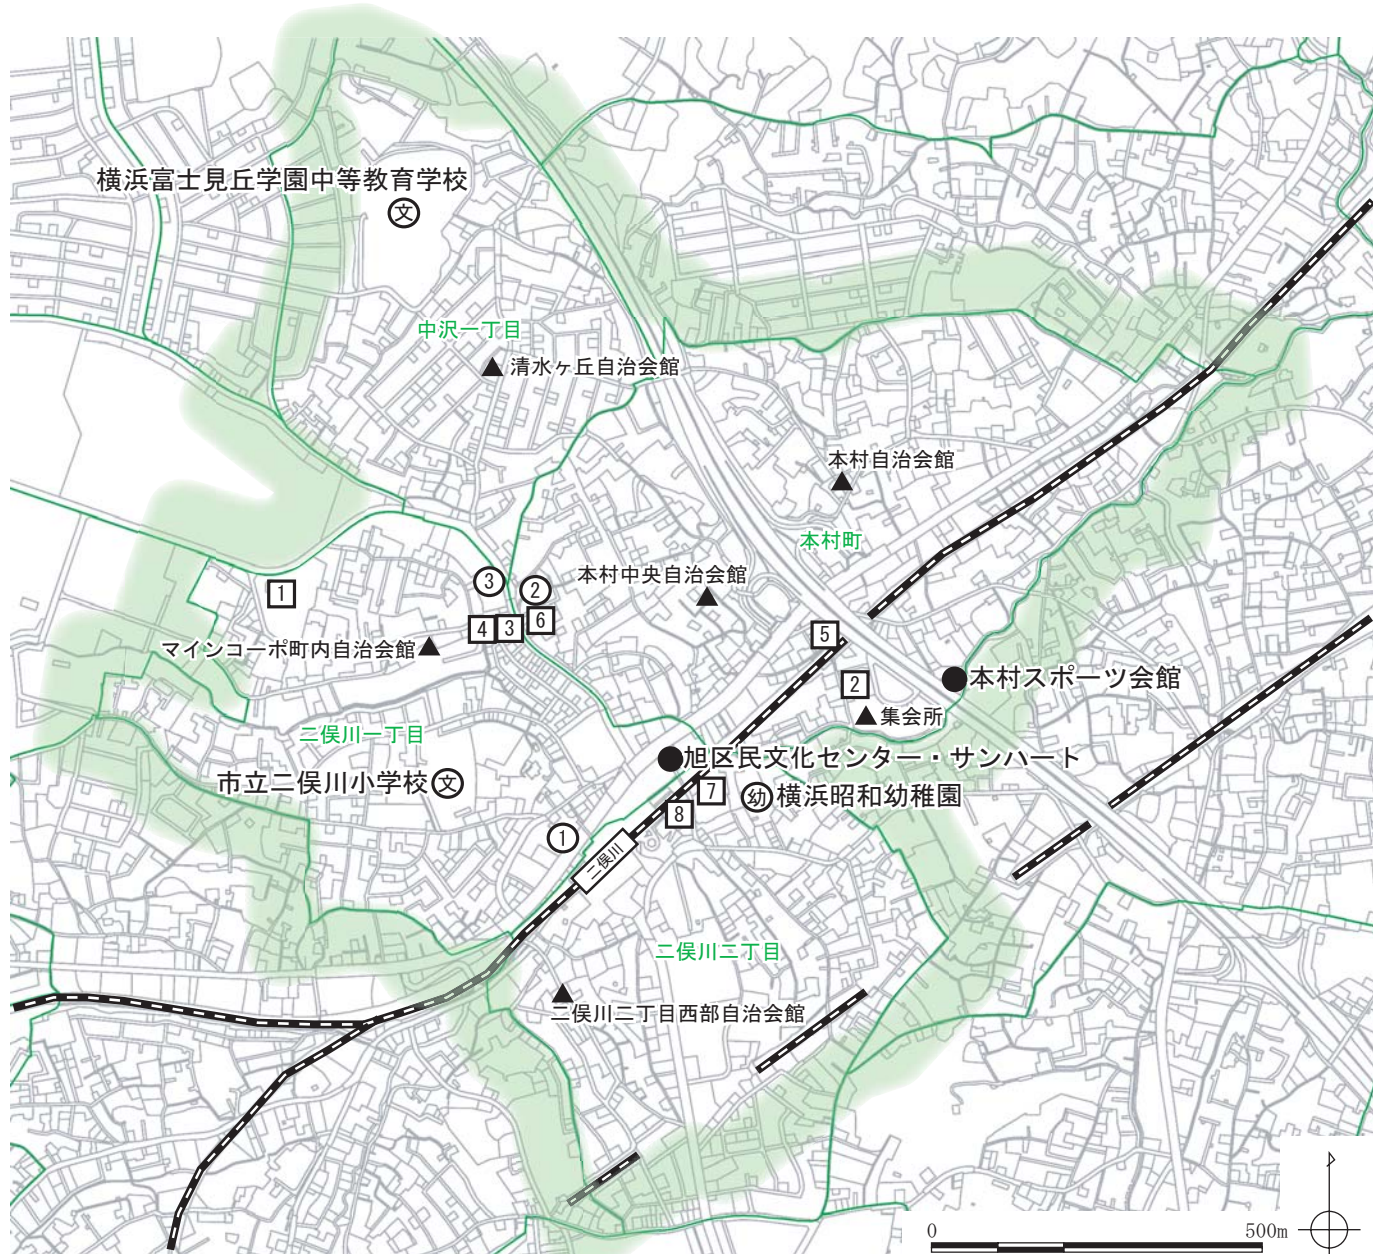 横浜富士見丘学園中等教育学校
文
中沢一丁目
清水ヶ丘自治会館
本村自治会館
本村町
本村中央自治会館
1
3
2
4
3
6
5
マインコーポ町内自治会館
2
本村スポーツ会館
集会所
二俣川一丁目
旭区民文化センター・サンハート
市立二俣川小学校
文
7
幼
横浜昭和幼稚園
8
1
二俣川
二俣川二丁目
二俣川二丁目西部自治会館
0
500m